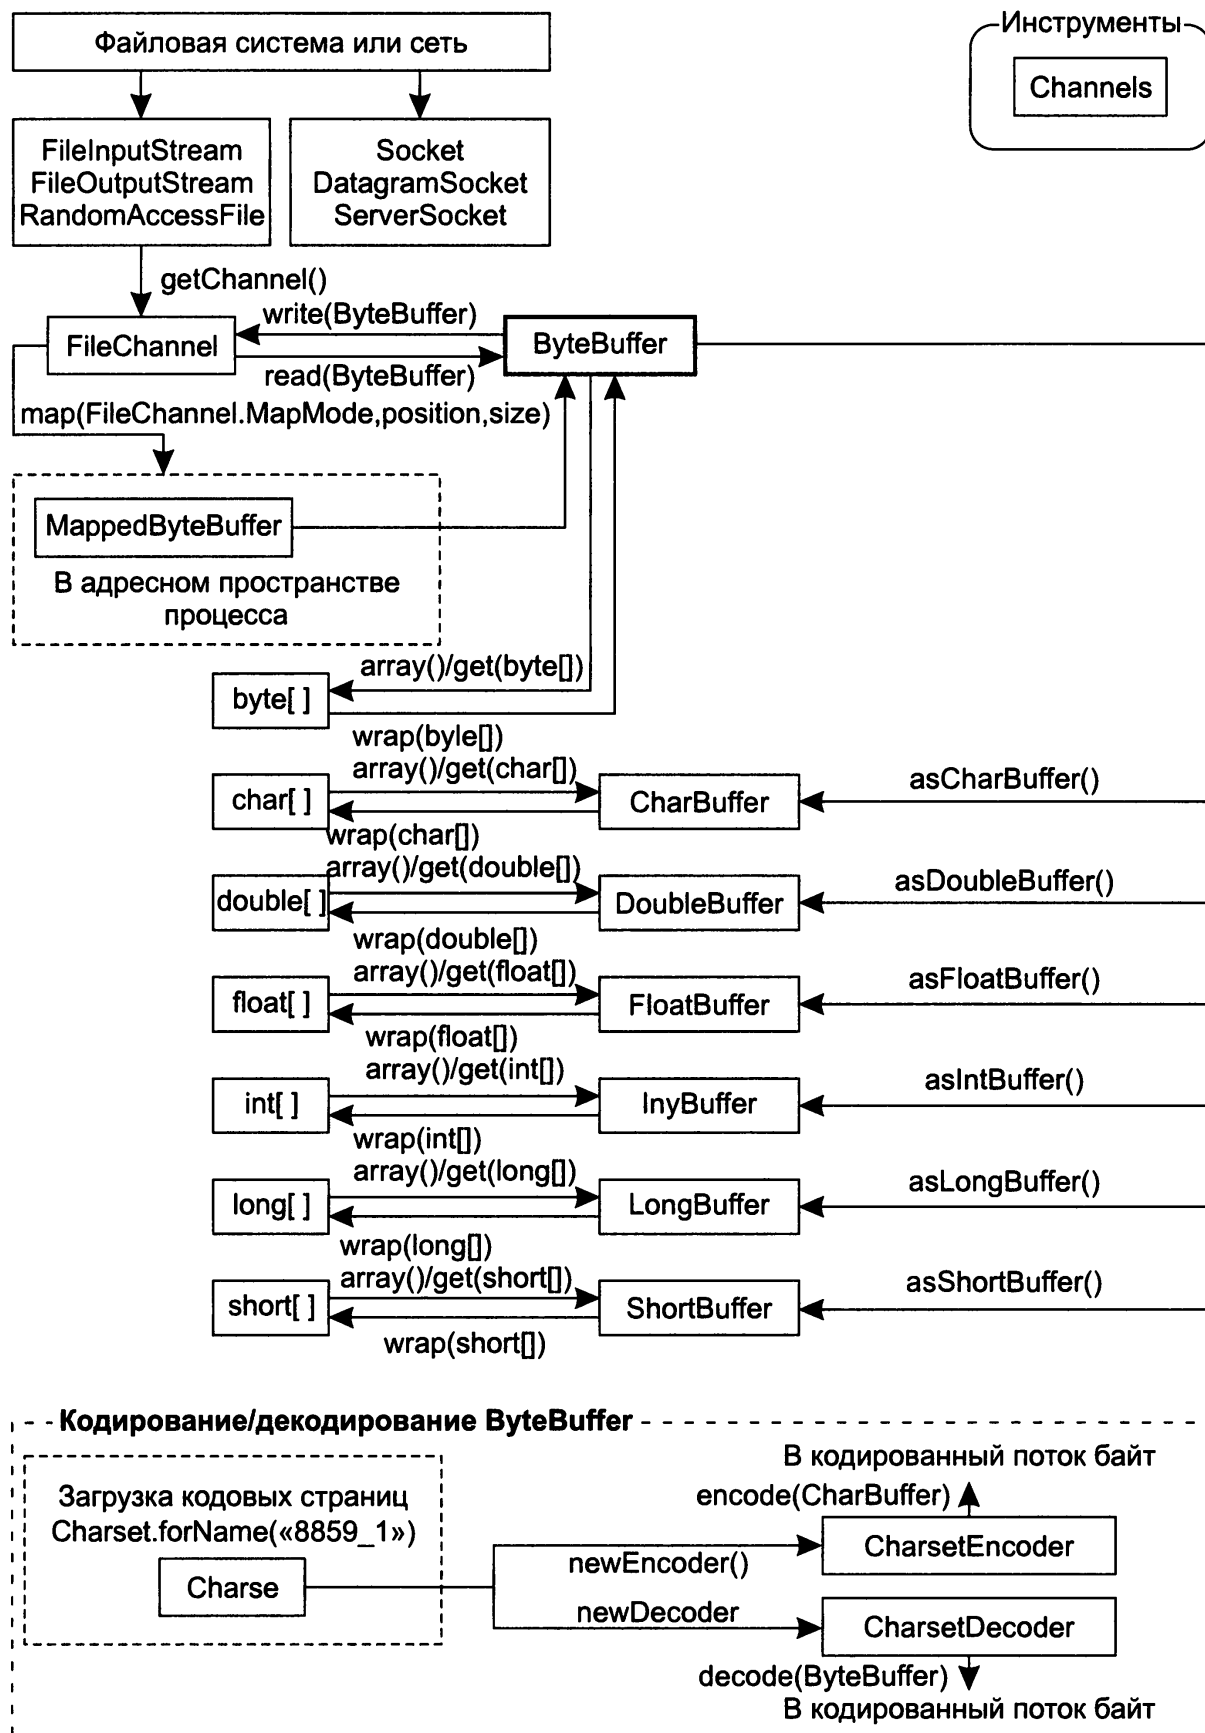 Файловая система или сеть
Инструменты
Channels
FileInputStream
FileOutputStream
RandomAccessFile
Socket
DatagramSocket
ServerSocket
getChannel()
write(ByteBuffer)
FileChannel
ByteBuffer
read(ByteBuffer)
map(FileChannel.MapMode,position,size)
MappedByteBuffer
В адресном пространстве
процесса
array()/get(byte[])
byte[ ]
wrap(byle[])
array()/get(char[])
char[ ]
CharBuffer
asCharBuffer()
wrap(char[])
array()/get(double[])
double[ ]
DoubleBuffer
asDoubleBuffer()
wrap(double[])
array()/get(float[])
float[ ]
FloatBuffer
asFloatBuffer()
wrap(float[])
array()/get(int[])
int[ ]
InyBuffer
asIntBuffer()
wrap(int[])
array()/get(long[])
long[ ]
LongBuffer
asLongBuffer()
wrap(long[])
array()/get(short[])
short[ ]
ShortBuffer
asShortBuffer()
wrap(short[])
Кодирование/декодирование ByteBuffer
Загрузка кодовых страниц
Charset.forName(«8859_1»)
Charse
В кодированный поток байт
encode(CharBuffer)
newEncoder()
CharsetEncoder
newDecoder
CharsetDecoder
decode(ByteBuffer)
В кодированный поток байт